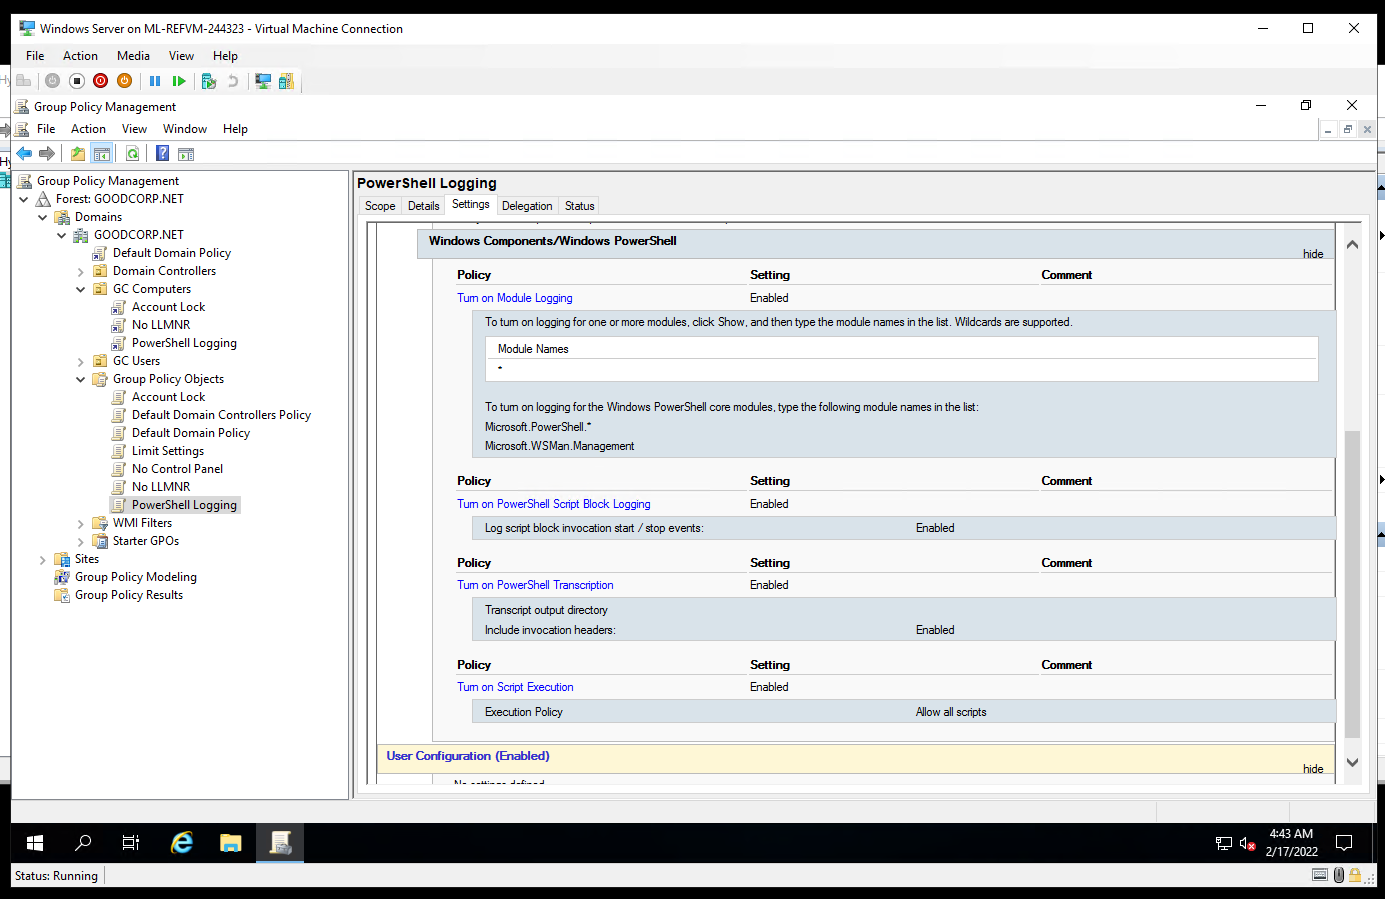 Windows Server on ML-REFVM-244323 - Virtual Machine Connection
File Action Media View Help
Group Policy Management
File Action View Window Help
Group Policy Management
Forest: GOODCORP.NET
Domains
GOODCORP.NET
Default Domain Policy
Domain Controllers
GC Computers
Account Lock
No LLMNR
PowerShell Logging
GC Users
Group Policy Objects
Account Lock
Default Domain Controllers Policy
Default Domain Policy
Limit Settings
No Control Panel
No LLMNR
PowerShell Logging
WMI Filters
Starter GPOs
Sites
Group Policy Modeling
Group Policy Results
PowerShell Logging
Scope Details Settings Delegation Status
Windows Components/Windows PowerShell
hide
Policy Setting Comment
Turn on Module Logging Enabled
To turn on logging for one or more modules, click Show, and then type the module names in the list. Wildcards are supported.
Module Names
*
To turn on logging for the Windows PowerShell core modules, type the following module names in the list:
Microsoft.PowerShell.*
Microsoft.WSMan.Management
Policy Setting Comment
Turn on PowerShell Script Block Logging Enabled
Log script block invocation start / stop events: Enabled
Policy Setting Comment
Turn on PowerShell Transcription Enabled
Transcript output directory
Include invocation headers: Enabled
Policy Setting Comment
Turn on Script Execution Enabled
Execution Policy Allow all scripts
User Configuration (Enabled)
hide
No settings defined.
4:43 AM
2/17/2022
Status: Running